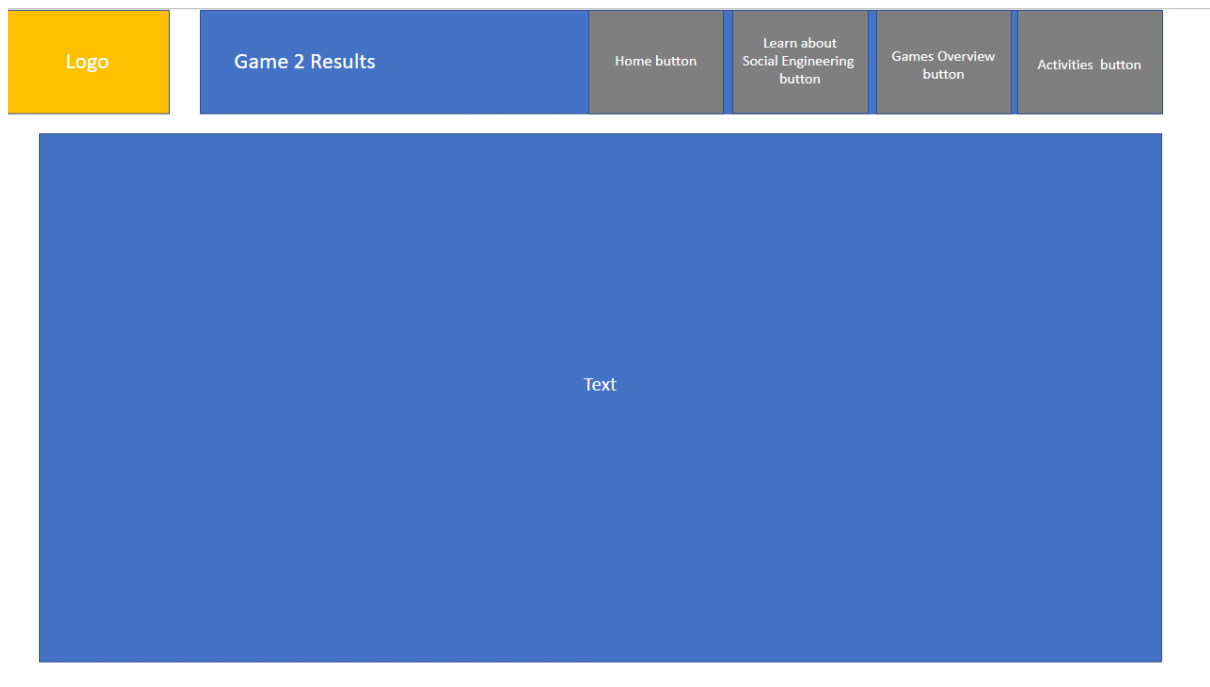 Logo
Game 2 Results
Home button
Learn about
Social Engineering
button
Games Overview
button
Activities  button
Text